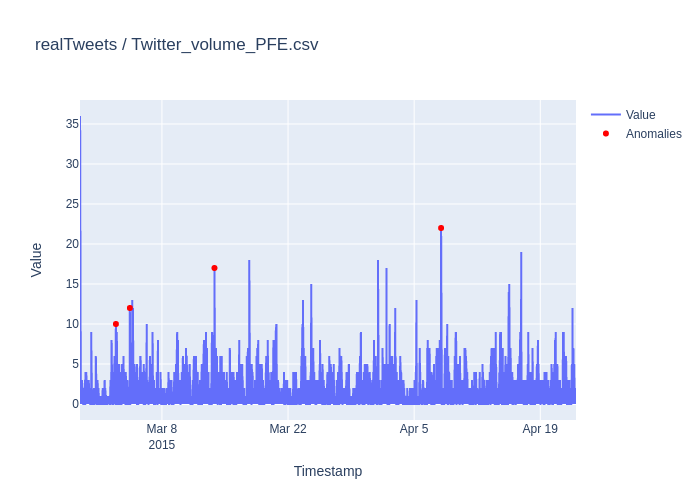 realTweets / Twitter_volume_PFE.csv
Value
Anomalies
35
30
25
20
15
10
5
0
Value
Mar 8
2015
Mar 22
Apr 5
Apr 19
Timestamp